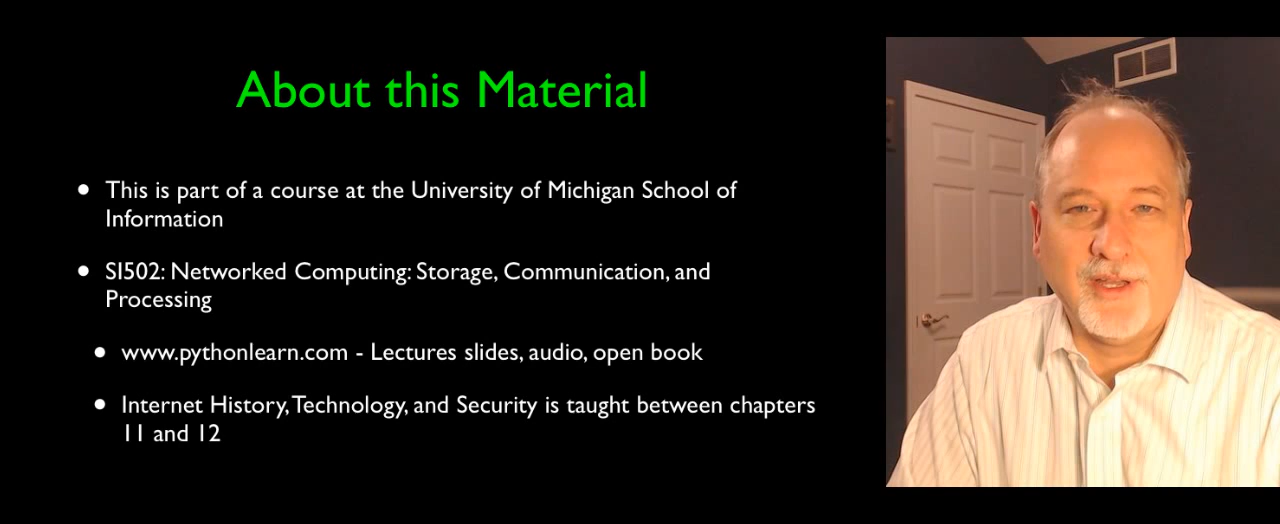 About this Material
This is part of a course at the University of Michigan School of
Information
SI502: Networked Computing: Storage, Communication, and
Processing
www.pythonlearn.com - Lectures slides, audio, open book
Internet History, Technology, and Security is taught between chapters
11 and 12